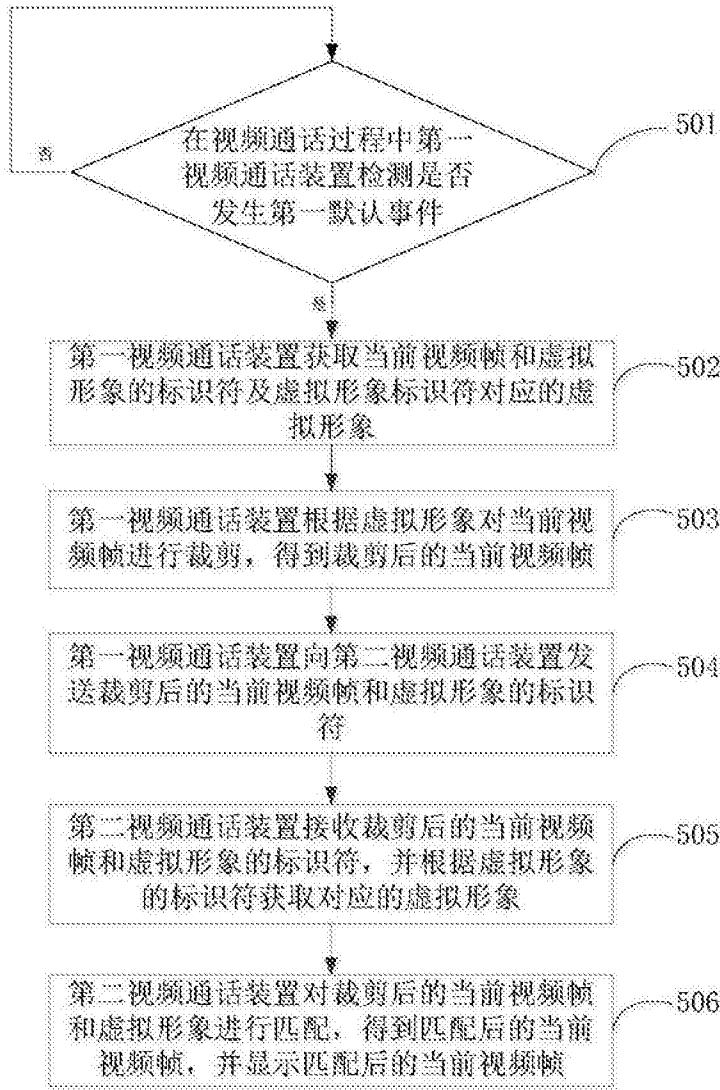 在视频通话过程中第一
视频通话装置检测是否
发生第一默认事件
501
否
是
第一视频通话装置获取当前视频帧和虚拟
形象的标识符及虚拟形象标识符对应的虚
拟形象
502
第一视频通话装置根据虚拟形象对当前视
频帧进行裁剪，得到裁剪后的当前视频帧
503
第一视频通话装置向第二视频通话装置发
送裁剪后的当前视频帧和虚拟形象的标识
符
504
第二视频通话装置接收裁剪后的当前视频
帧和虚拟形象的标识符，并根据虚拟形象
的标识符获取对应的虚拟形象
505
第二视频通话装置对裁剪后的当前视频帧
和虚拟形象进行匹配，得到匹配后的当前
视频帧，并显示匹配后的当前视频帧
506